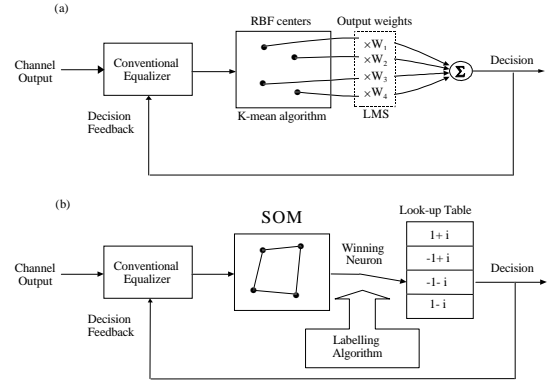 (a)
RBF centers
Output weights
Channel
Output
Conventional
Equalizer
×W1
×W2
×W3
×W4
Σ
Decision
Decision
Feedback
K-mean algorithm
LMS
(b)
SOM
Look-up Table
Channel
Output
Conventional
Equalizer
Winning
Neuron
1+ i
-1+ i
-1- i
1- i
Decision
Decision
Feedback
Labelling
Algorithm